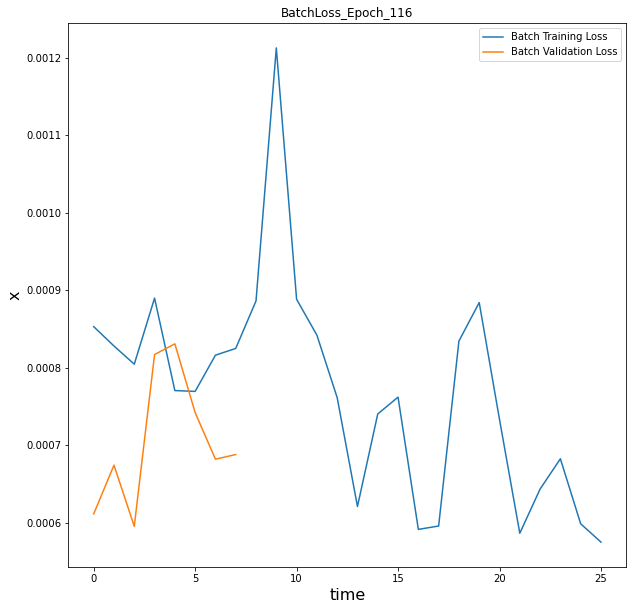 BatchLoss_Epoch_116
Batch Training Loss
Batch Validation Loss
0.0012
0.0011
0.0010
0.0009
0.0008
0.0007
0.0006
x
0 5 10 15 20 25
time